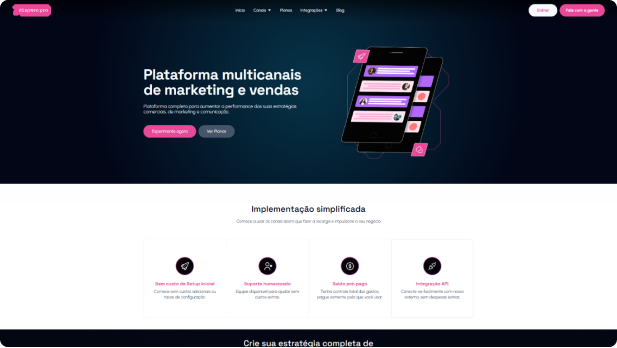 disparo.pro
Início
Canais
Planos
Integrações
Blog
Entrar
Fale com a gente
Plataforma multicanais
de marketing e vendas
Plataforma completa para aumentar a performance das suas estratégias
comerciais, de marketing e comunicação.
Experimente agora
Ver Planos
Implementação simplificada
Comece a usar os canais assim que fizer a recarga e impulsione o seu negócio
Sem custo de Setup Inicial
Comece sem custos adicionais ou
taxas de configuração
Suporte humanizado
Equipe disponível para ajudar sem
custos extras
Saldo pré pago
Tenha controle total dos gastos,
pague somente pelo que você usar
Integração API
Conecte-se facilmente com nosso
sistema, sem despesas extras
Crie sua estratégia completa de